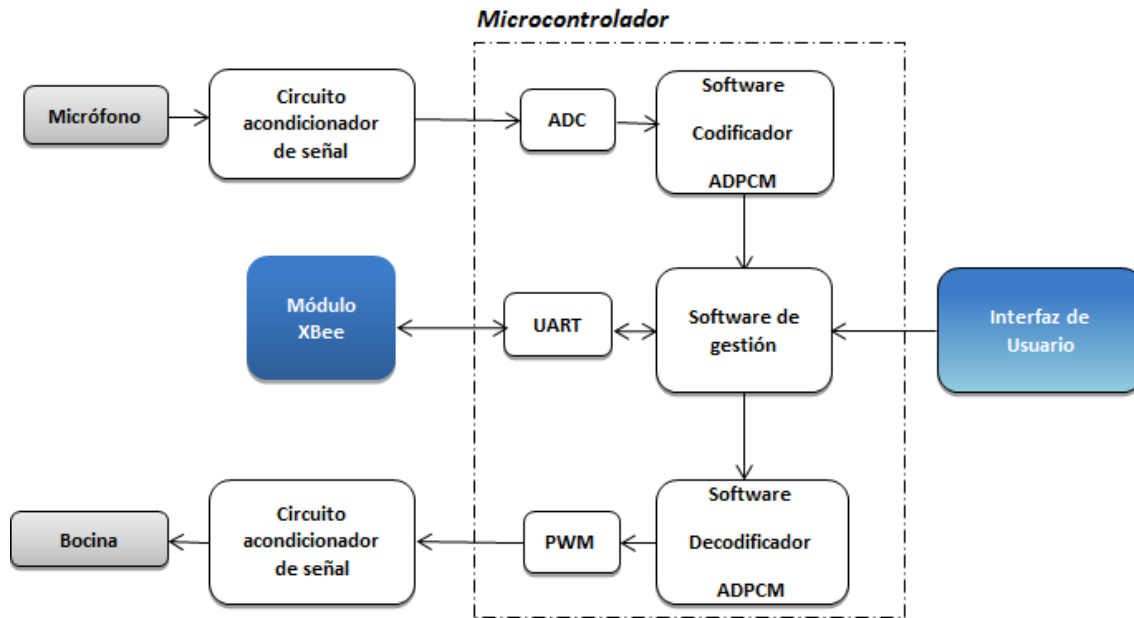 Microcontrolador
Micrófono
Circuito
acondicionador
de señal
ADC
Software
Codificador
ADPCM
Módulo
XBee
UART
Software de
gestión
Interfaz de
Usuario
Bocina
Circuito
acondicionador
de señal
PWM
Software
Decodificador
ADPCM